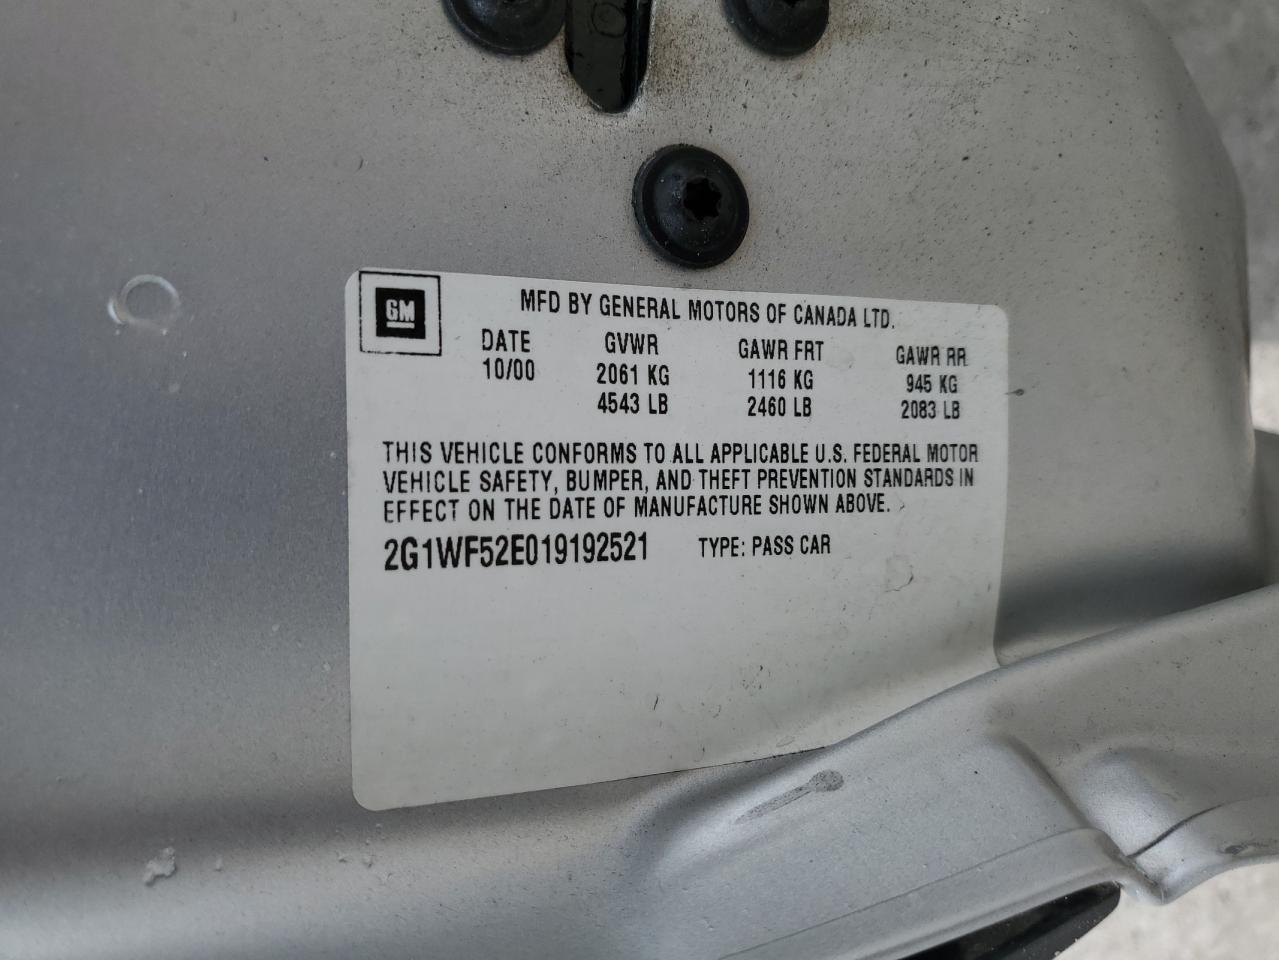 GM
MFD BY GENERAL MOTORS OF CANADA LTD.
DATE GVWR GAWR FRT GAWR RR
10/00 2061 KG 1116 KG 945 KG
4543 LB 2460 LB 2083 LB
THIS VEHICLE CONFORMS TO ALL APPLICABLE U.S. FEDERAL MOTOR
VEHICLE SAFETY, BUMPER, AND THEFT PREVENTION STANDARDS IN
EFFECT ON THE DATE OF MANUFACTURE SHOWN ABOVE.
2G1WF52E019192521 TYPE: PASS CAR